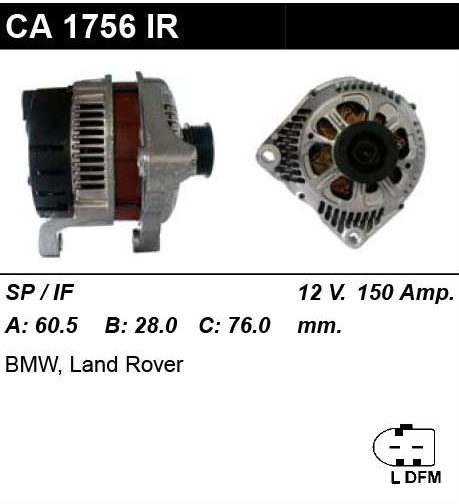 CA 1756 IR
SP / IF 12 V. 150 Amp.
A: 60.5 B: 28.0 C: 76.0 mm.
BMW, Land Rover
L DFM